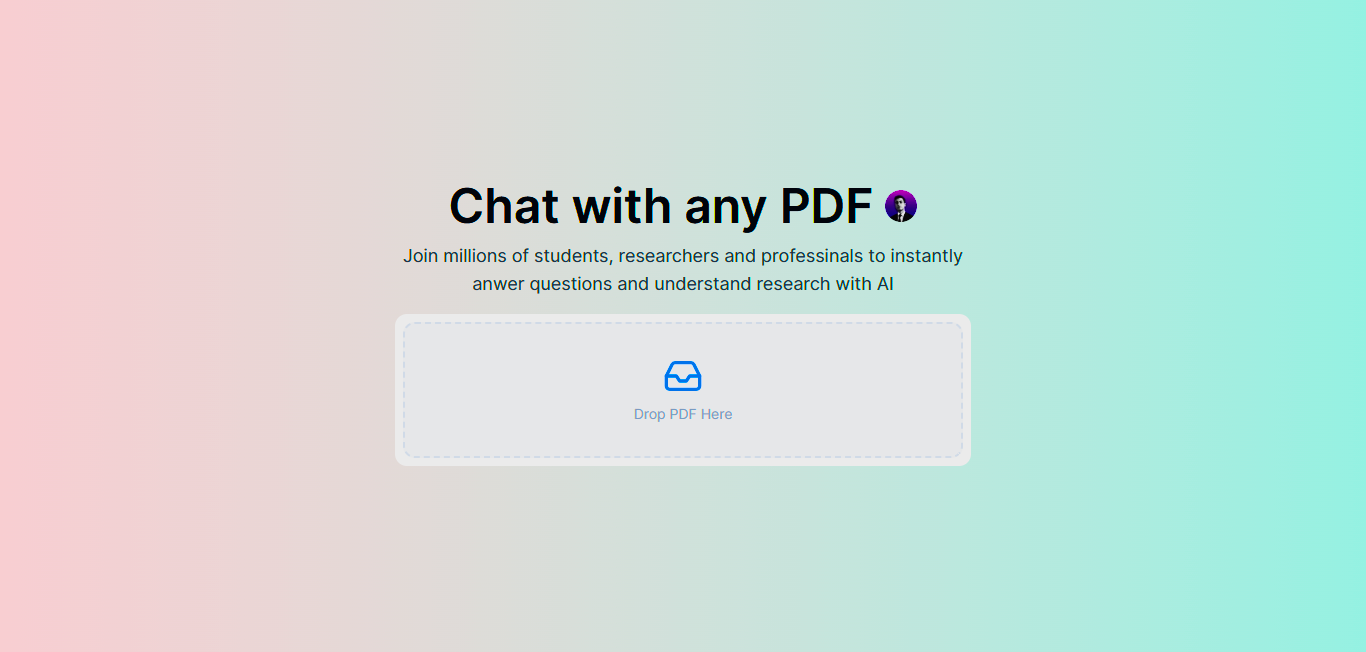 Chat with any PDF
Join millions of students, researchers and professinals to instantly
anwer questions and understand research with AI
Drop PDF Here